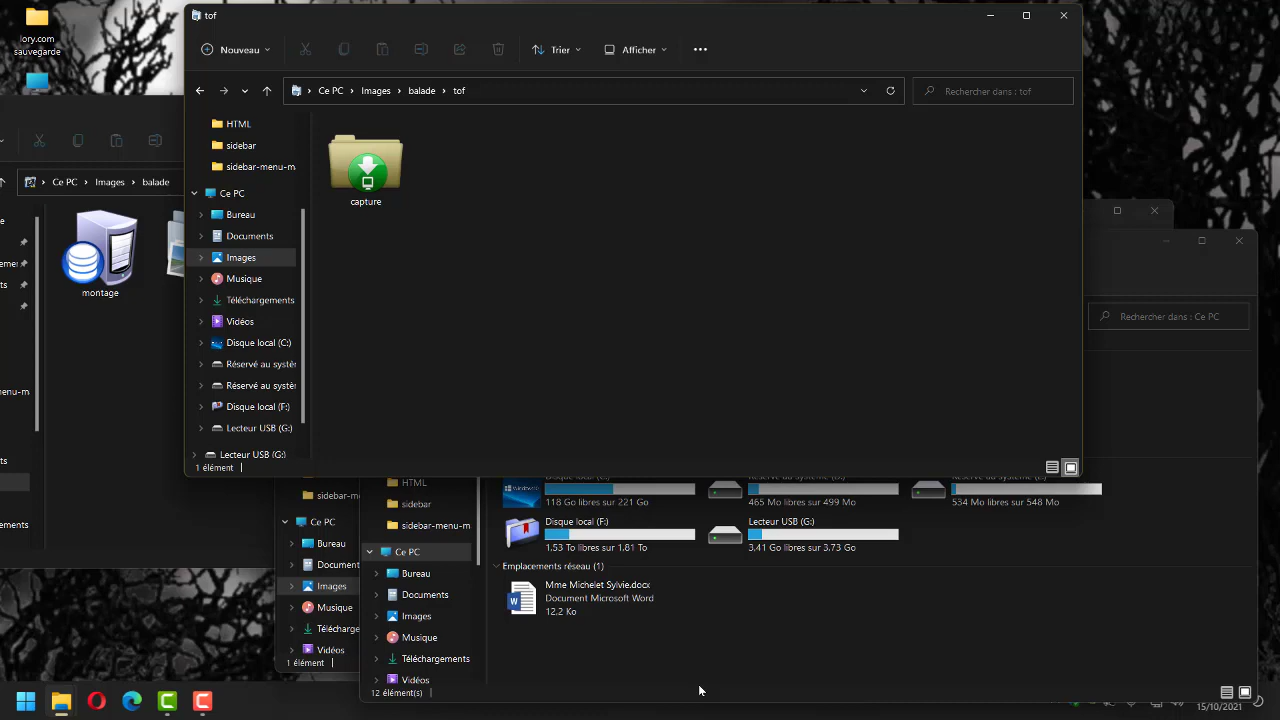 lory.com
sauvegarde
tof
Nouveau
Trier
Afficher
Ce PC
Images
balade
tof
Rechercher dans : tof
HTML
sidebar
sidebar-menu-m
Ce PC
Bureau
Documents
Images
Musique
Téléchargements
Vidéos
Disque local (C:)
Réservé au systè
Réservé au systè
Disque local (F:)
Lecteur USB (G:)
Lecteur USB (G:)
1 élément
capture
Ce PC
Images
balade
montage
Rechercher dans : Ce PC
sidebar-m
Ce PC
Bureau
Document
Images
Musique
Télécharge
Vidéos
1 élément
HTML
sidebar
sidebar-menu-m
Ce PC
Bureau
Documents
Images
Musique
Téléchargements
Vidéos
12 élément(s)
118 Go libres sur 221 Go
465 Mo libres sur 499 Mo
534 Mo libres sur 548 Mo
Disque local (F:)
1.53 To libres sur 1.81 To
Lecteur USB (G:)
3.41 Go libres sur 3.73 Go
Emplacements réseau (1)
Mme Michelet Sylvie.docx
Document Microsoft Word
12.2 Ko
15/10/2021